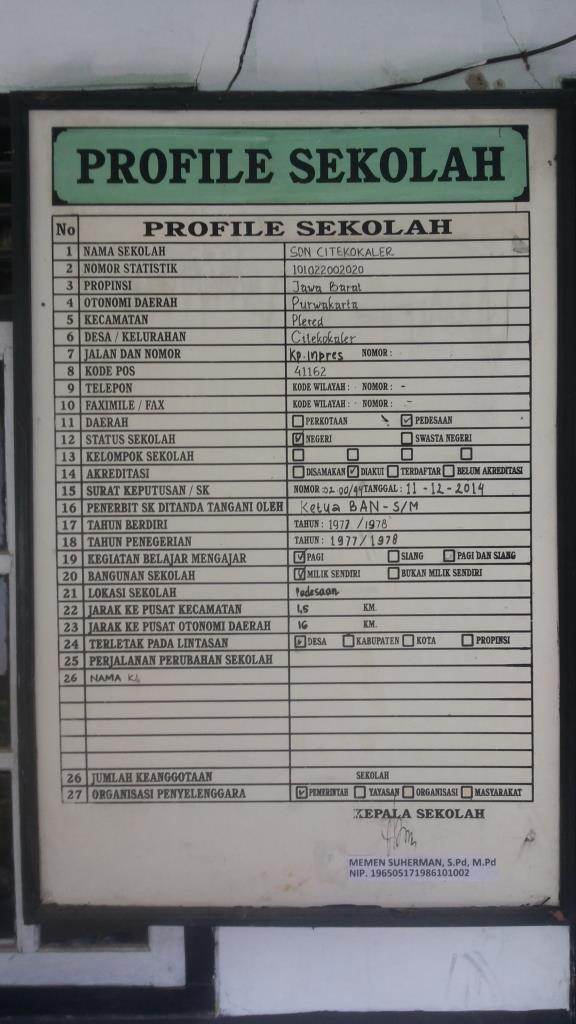 PROFILE SEKOLAH
No PROFILE SEKOLAH
1 NAMA SEKOLAH SDN CITEKOKALER
2 NOMOR STATISTIK 101022002020
3 PROPINSI Jawa Barat
4 OTONOMI DAERAH Purwakarta
5 KECAMATAN Plered
6 DESA / KELURAHAN Citekokaler
7 JALAN DAN NOMOR Kp.Inpres NOMOR :
8 KODE POS 41162
9 TELEPON KODE WILAYAH : NOMOR : -
10 FAXIMILE / FAX KODE WILAYAH : NOMOR : -
11 DAERAH PERKOTAAN PEDESAAN
12 STATUS SEKOLAH NEGERI SWASTA NEGERI
13 KELOMPOK SEKOLAH
14 AKREDITASI DISAMAKAN DIAKUI TERDAFTAR BELUM AKREDITASI
15 SURAT KEPUTUSAN / SK NOMOR TANGGAL : 11 - 12 - 2014
16 PENERBIT SK DITANDA TANGANI OLEH Ketua BAN - S/M
17 TAHUN BERDIRI TAHUN : 1977 / 1978
18 TAHUN PENEGERIAN TAHUN : 1977 / 1978
19 KEGIATAN BELAJAR MENGAJAR PAGI SIANG PAGI DAN SIANG
20 BANGUNAN SEKOLAH MILIK SENDIRI BUKAN MILIK SENDIRI
21 LOKASI SEKOLAH Pedesaan
22 JARAK KE PUSAT KECAMATAN 1,5 KM.
23 JARAK KE PUSAT OTONOMI DAERAH 16 KM.
24 TERLETAK PADA LINTASAN DESA KABUPATEN KOTA PROPINSI
25 PERJALANAN PERUBAHAN SEKOLAH
26 NAMA
26 JUMLAH KEANGGOTAAN SEKOLAH
27 ORGANISASI PENYELENGGARA PEMERINTAH YAYASAN ORGANISASI MASYARAKAT
KEPALA SEKOLAH
MEMEN SUHERMAN, S.Pd, M.Pd
NIP. 196505171986101002